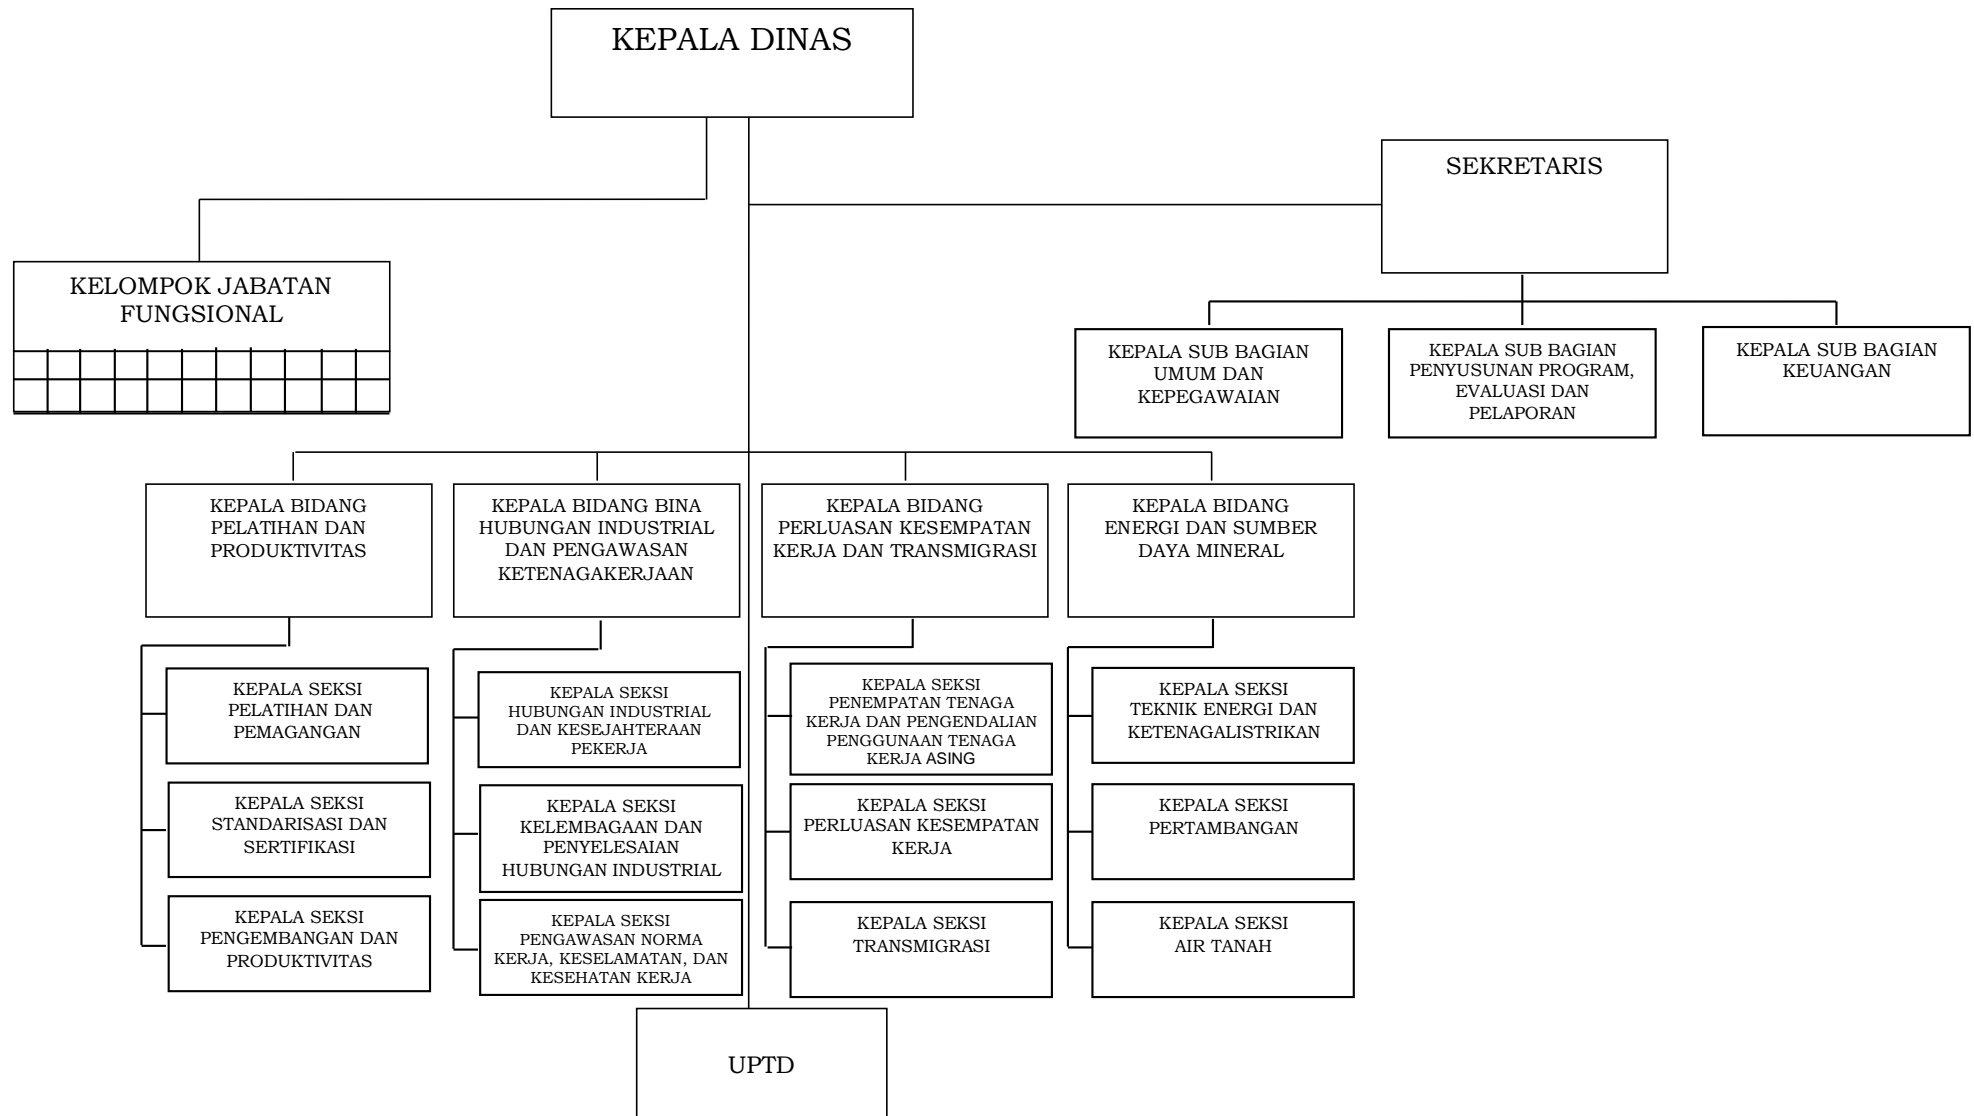 KEPALA DINAS
SEKRETARIS
KELOMPOK JABATAN
FUNGSIONAL
KEPALA SUB BAGIAN
UMUM DAN
KEPEGAWAIAN
KEPALA SUB BAGIAN
PENYUSUNAN PROGRAM,
EVALUASI DAN
PELAPORAN
KEPALA SUB BAGIAN
KEUANGAN
KEPALA BIDANG
PELATIHAN DAN
PRODUKTIVITAS
KEPALA BIDANG BINA
HUBUNGAN INDUSTRIAL
DAN PENGAWASAN
KETENAGAKERJAAN
KEPALA BIDANG
PERLUASAN KESEMPATAN
KERJA DAN TRANSMIGRASI
KEPALA BIDANG
ENERGI DAN SUMBER
DAYA MINERAL
KEPALA SEKSI
PELATIHAN DAN
PEMAGANGAN
KEPALA SEKSI
HUBUNGAN INDUSTRIAL
DAN KESEJAHTERAAN
PEKERJA
KEPALA SEKSI
PENEMPATAN TENAGA
KERJA DAN PENGENDALIAN
PENGGUNAAN TENAGA
KERJA ASING
KEPALA SEKSI
TEKNIK ENERGI DAN
KETENAGALISTRIKAN
KEPALA SEKSI
STANDARISASI DAN
SERTIFIKASI
KEPALA SEKSI
KELEMBAGAAN DAN
PENYELESAIAN
HUBUNGAN INDUSTRIAL
KEPALA SEKSI
PERLUASAN KESEMPATAN
KERJA
KEPALA SEKSI
PERTAMBANGAN
KEPALA SEKSI
PENGEMBANGAN DAN
PRODUKTIVITAS
KEPALA SEKSI
PENGAWASAN NORMA
KERJA, KESELAMATAN, DAN
KESEHATAN KERJA
KEPALA SEKSI
TRANSMIGRASI
KEPALA SEKSI
AIR TANAH
UPTD